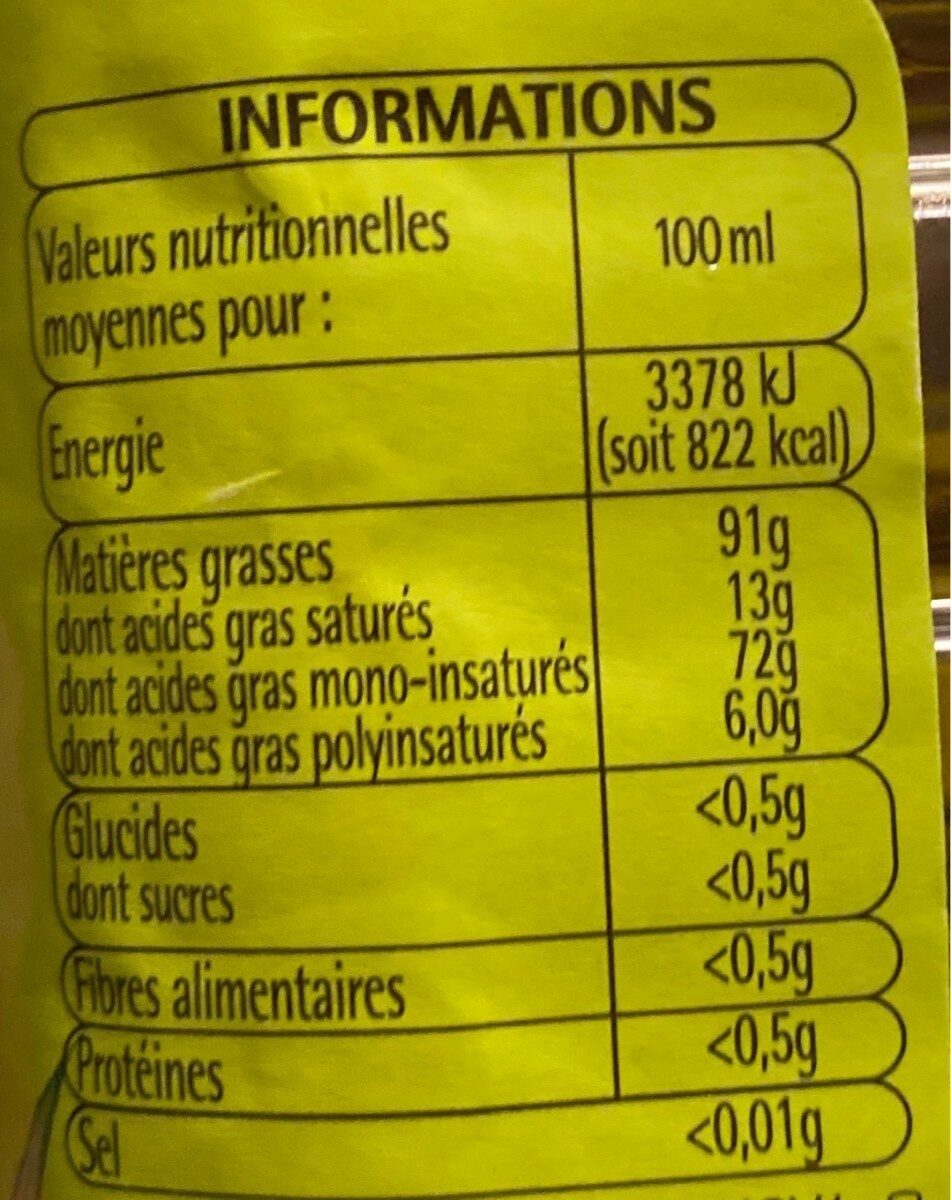 INFORMATIONS
Valeurs nutritionnelles
moyennes pour : 100 ml
Energie 3378 kJ
(soit 822 kcal)
Matières grasses 91g
dont acides gras saturés 13g
dont acides gras mono-insaturés 72g
dont acides gras polyinsaturés 6,0g
Glucides <0,5g
dont sucres <0,5g
Fibres alimentaires <0,5g
Protéines <0,5g
Sel <0,01g